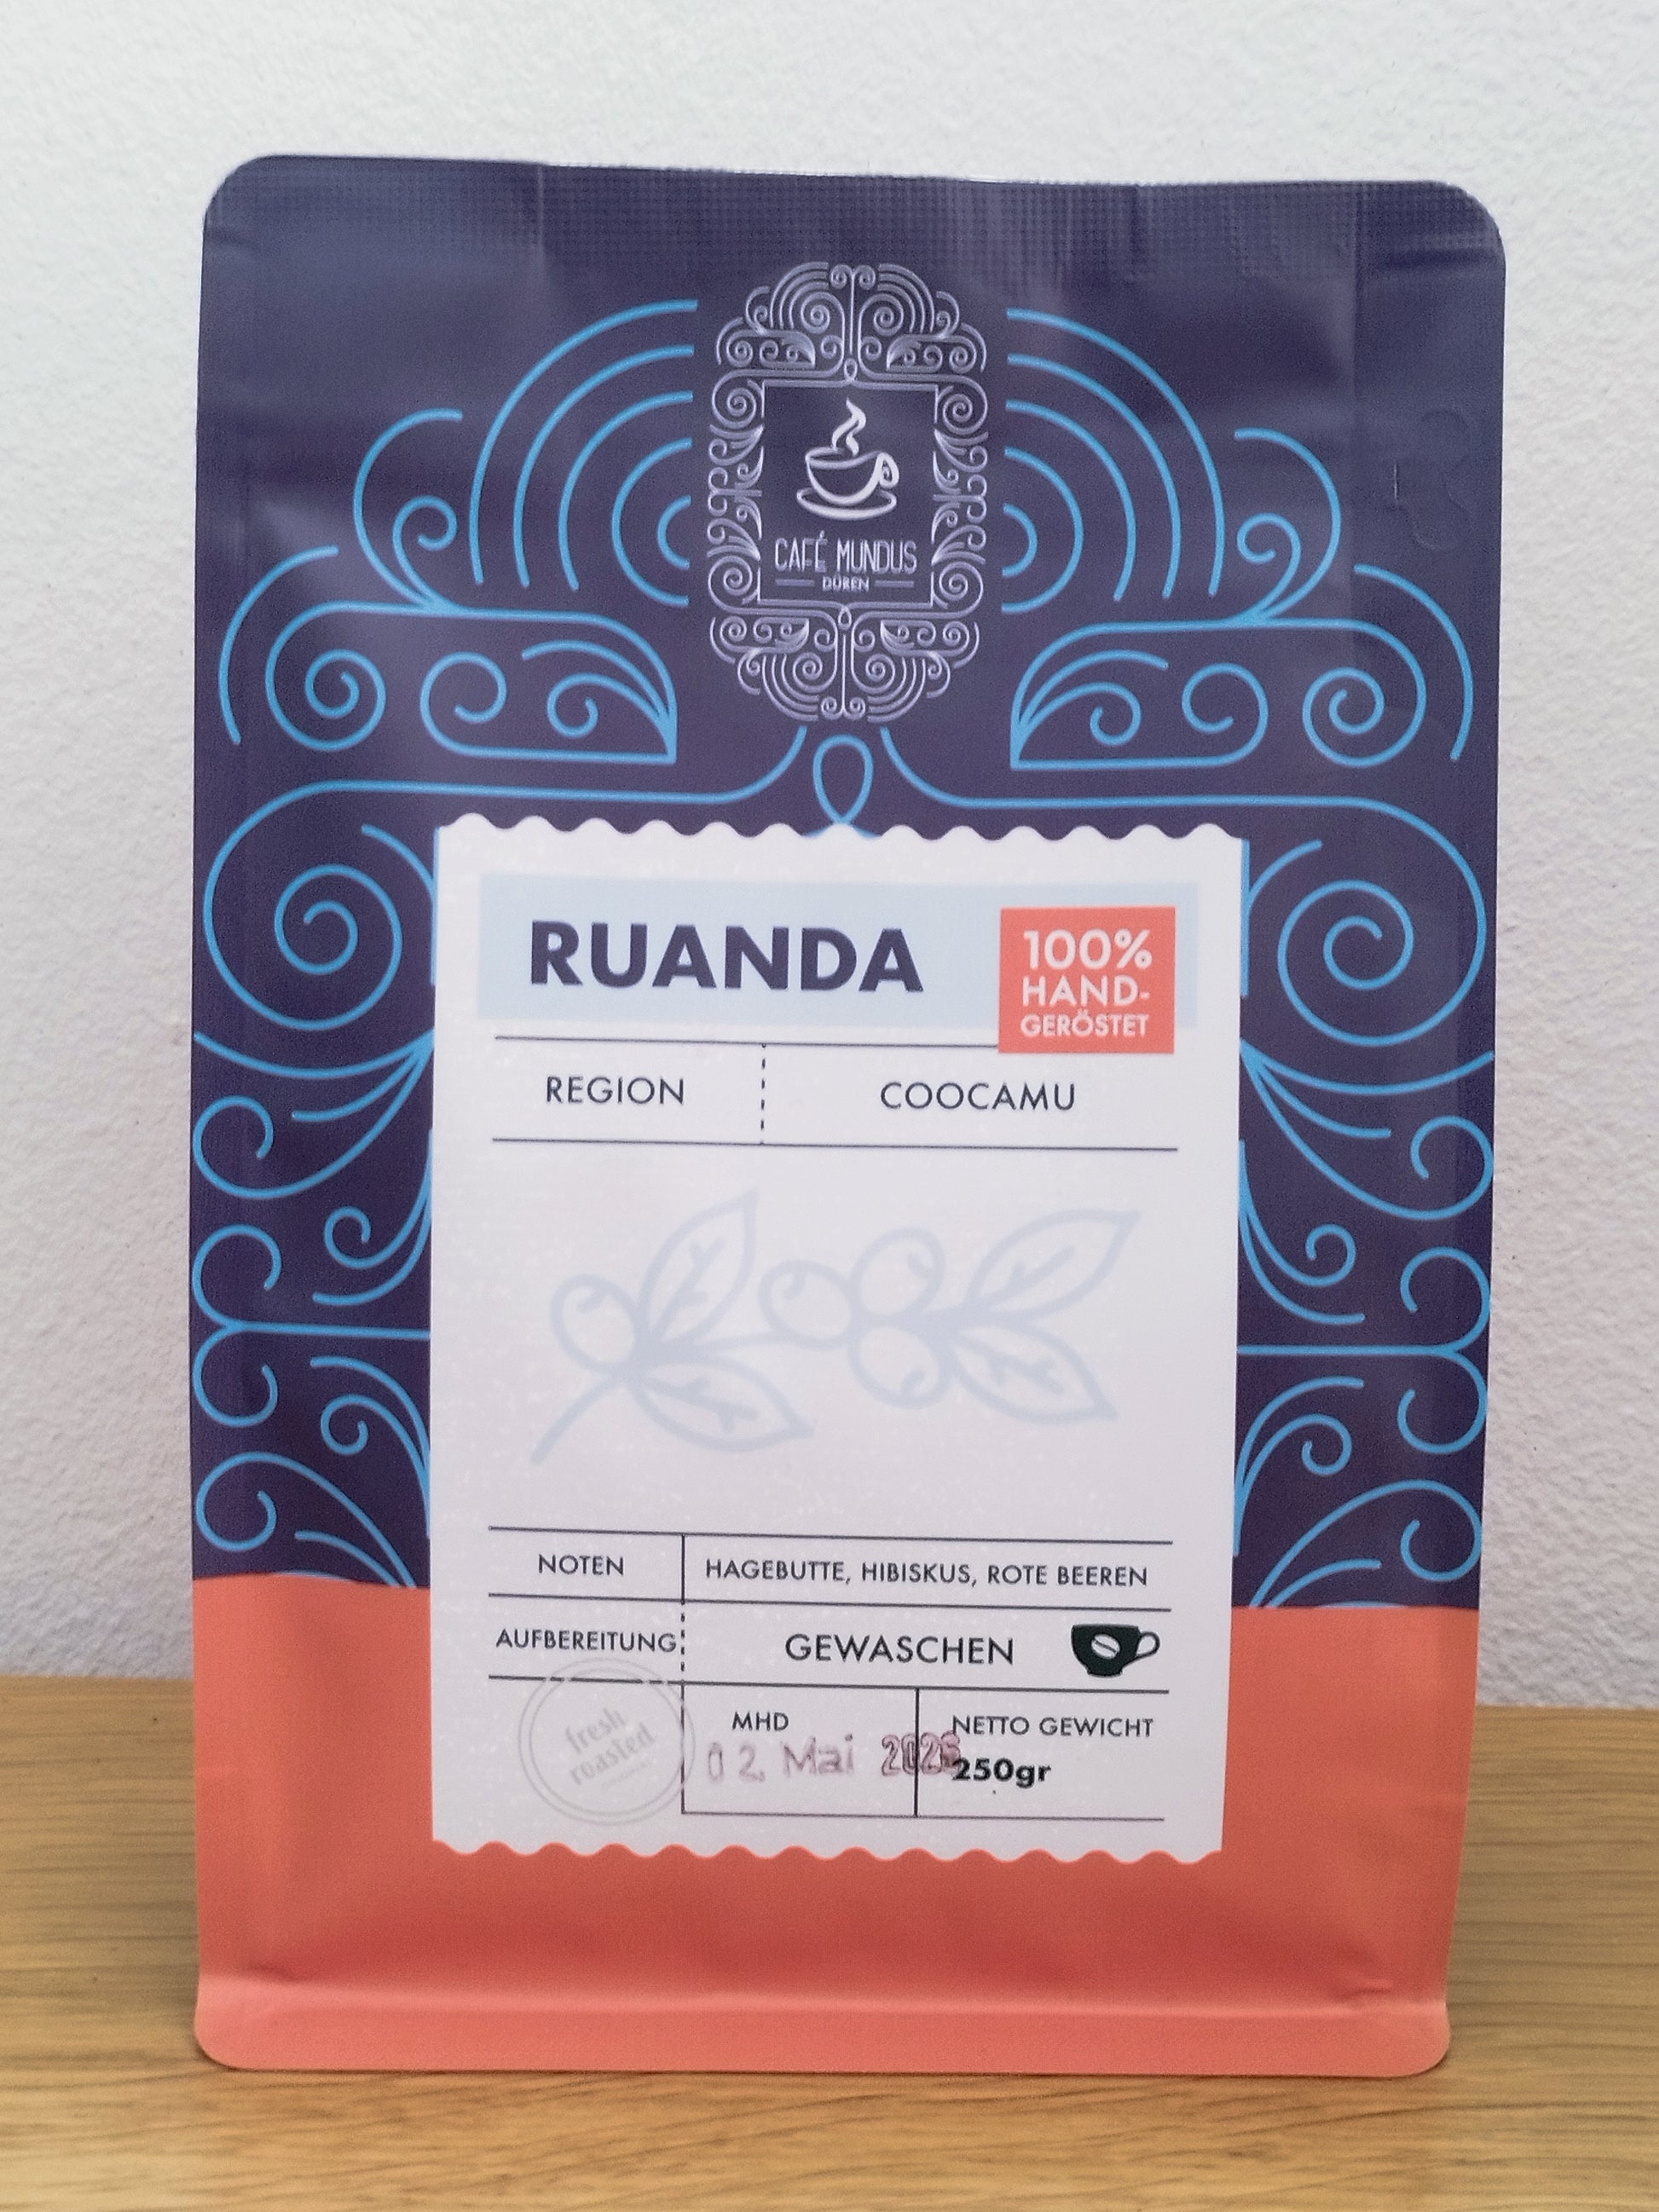 CAFÉ MUNDUS
DÜREN
RUANDA
100%
HAND-
GERÖSTET
REGION
COOCAMU
NOTEN
HAGEBUTTE, HIBISKUS, ROTE BEEREN
AUFBEREITUNG
GEWASCHEN
fresh
roasted
MHD
02. Mai 2026
NETTO GEWICHT
250gr